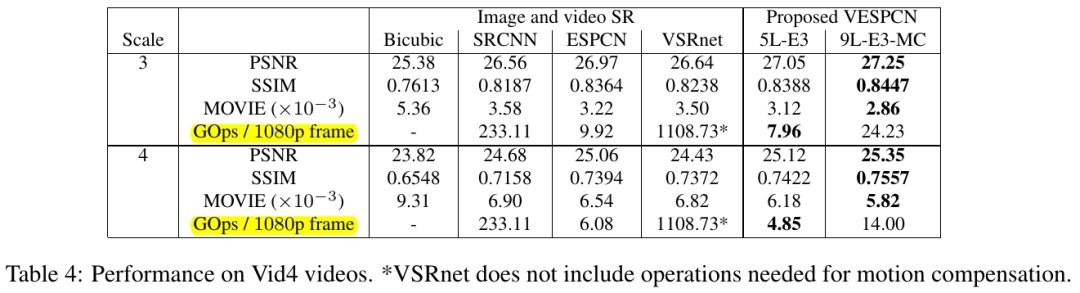 Image and video SR Proposed VESPCN
Scale Bicubic SRCNN ESPCN VSRnet 5L-E3 9L-E3-MC
3 PSNR 25.38 26.56 26.97 26.64 27.05 27.25
SSIM 0.7613 0.8187 0.8364 0.8238 0.8388 0.8447
MOVIE (×10⁻³) 5.36 3.58 3.22 3.50 3.12 2.86
GOps / 1080p frame - 233.11 9.92 1108.73* 7.96 24.23
4 PSNR 23.82 24.68 25.06 24.43 25.12 25.35
SSIM 0.6548 0.7158 0.7394 0.7372 0.7422 0.7557
MOVIE (×10⁻³) 9.31 6.90 6.54 6.82 6.18 5.82
GOps / 1080p frame - 233.11 6.08 1108.73* 4.85 14.00
Table 4: Performance on Vid4 videos. *VSRnet does not include operations needed for motion compensation.